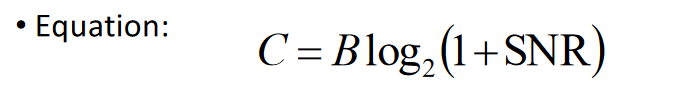 • Equation: C = B log₂(1+SNR)